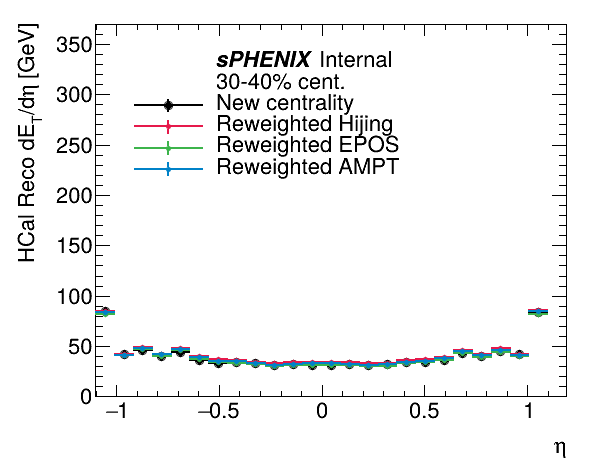 HCal Reco dE_T/dη [GeV]
350
300
250
200
150
100
50
0
sPHENIX Internal
30-40% cent.
New centrality
Reweighted Hijing
Reweighted EPOS
Reweighted AMPT
−1 −0.5 0 0.5 1
η